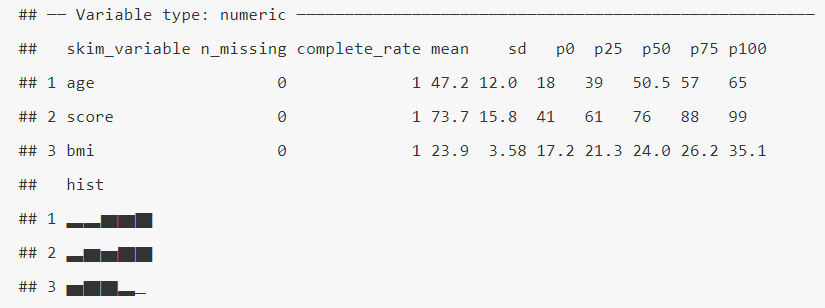 ## ── Variable type: numeric ──────────────────────────────────────────────────────
##   skim_variable n_missing complete_rate mean    sd   p0   p25   p50  p75 p100
## 1 age                   0             1 47.2 12.0  18   39   50.5 57   65
## 2 score                 0             1 73.7 15.8  41   61   76   88   99
## 3 bmi                   0             1 23.9  3.58 17.2 21.3 24.0 26.2 35.1
##   hist
## 1 ▂▂▅▅▆
## 2 ▂▅▃▆▆
## 3 ▃▅▅▂▁